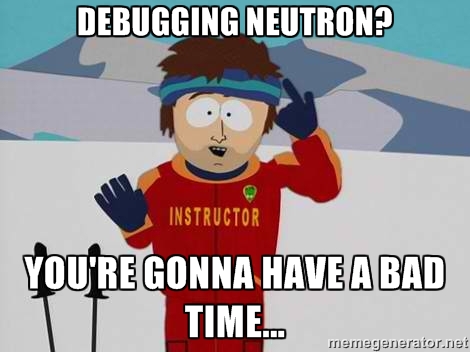 DEBUGGING NEUTRON?
INSTRUCTOR
YOU'RE GONNA HAVE A BAD
TIME...
memegenerator.net